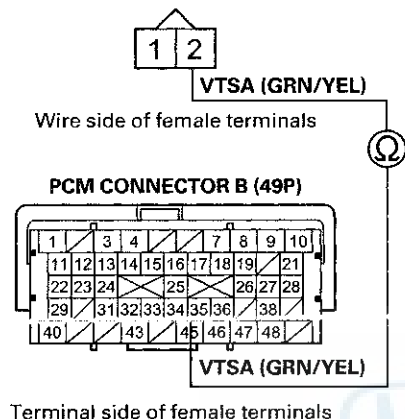 1 2
VTSA (GRN/YEL)
Wire side of female terminals
Ω
PCM CONNECTOR B (49P)
1 3 4 7 8 9 10
11 12 13 14 15 16 17 18 19 21
22 23 24 25 26 27 28
29 31 32 33 34 35 36 38
40 43 45 46 47 48
VTSA (GRN/YEL)
Terminal side of female terminals